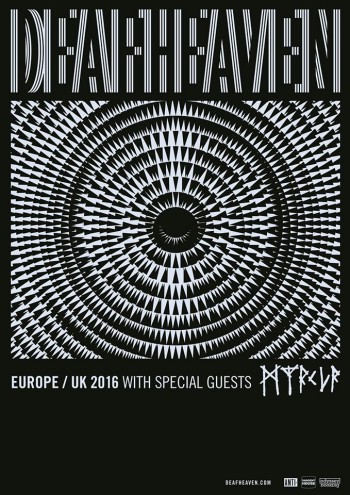 DEAFHEAVEN
EUROPE / UK 2016 WITH SPECIAL GUESTS
DEAFHEAVEN.COM
ANTI-